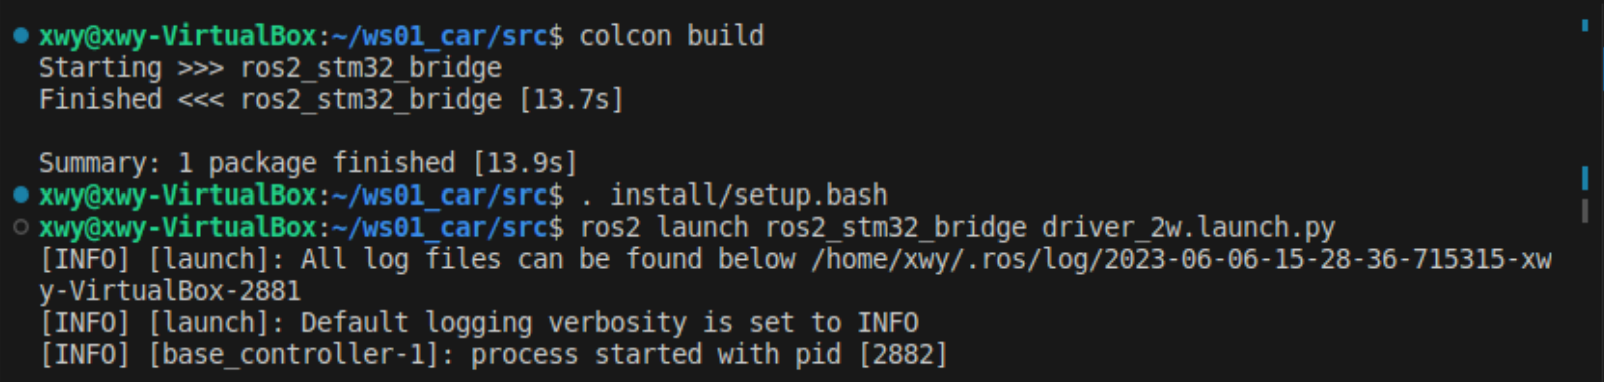 xwy@xwy-VirtualBox:~/ws01_car/src$ colcon build
Starting >>> ros2_stm32_bridge
Finished <<< ros2_stm32_bridge [13.7s]
Summary: 1 package finished [13.9s]
xwy@xwy-VirtualBox:~/ws01_car/src$ . install/setup.bash
xwy@xwy-VirtualBox:~/ws01_car/src$ ros2 launch ros2_stm32_bridge driver_2w.launch.py
[INFO] [launch]: All log files can be found below /home/xwy/.ros/log/2023-06-06-15-28-36-715315-xw
y-VirtualBox-2881
[INFO] [launch]: Default logging verbosity is set to INFO
[INFO] [base_controller-1]: process started with pid [2882]